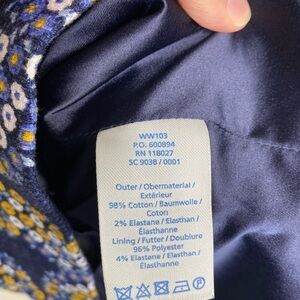 WW103
P.O. 600894
RN 118027
SC 9038 / 0001
Outer / Obermaterial /
Extérieur
98% Cotton / Baumwolle /
Coton
2% Elastane / Elasthan /
Élasthanne
Lining / Futter / Doublure
96% Polyester
4% Elastane / Elasthan /
Élasthanne